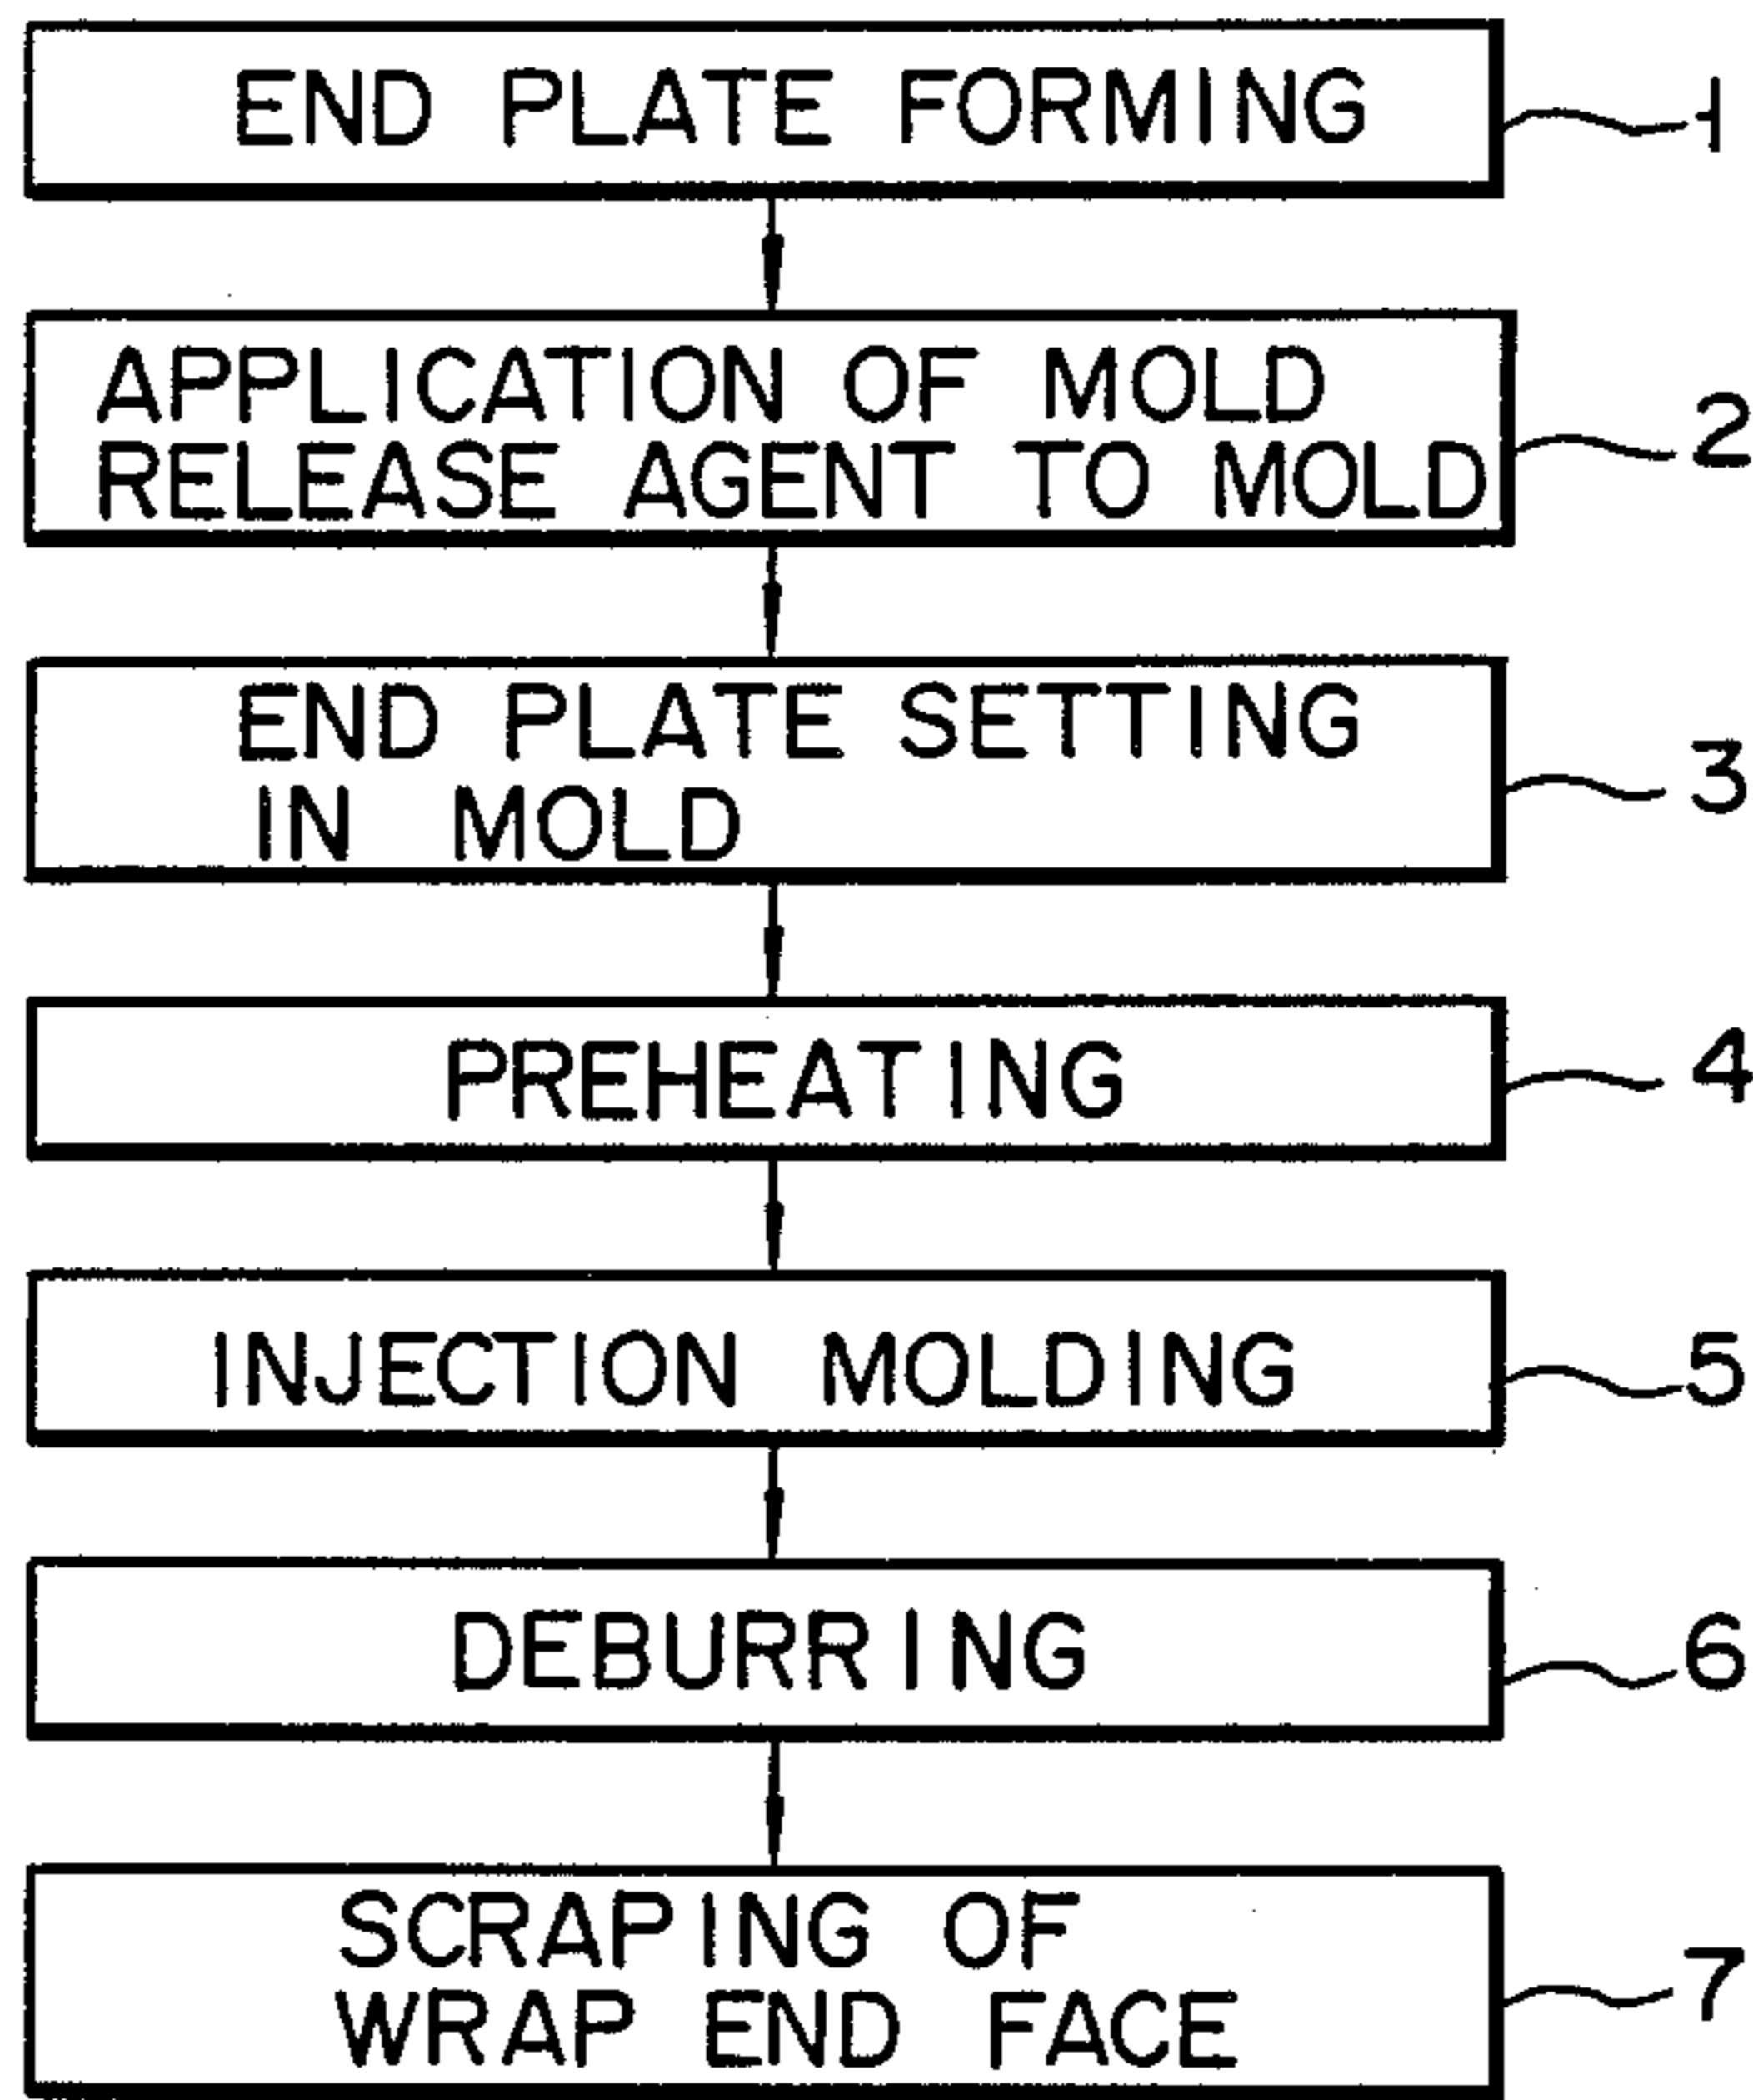 END PLATE FORMING
1
APPLICATION OF MOLD
RELEASE AGENT TO MOLD
2
END PLATE SETTING
IN MOLD
3
PREHEATING
4
INJECTION MOLDING
5
DEBURRING
6
SCRAPING OF
WRAP END FACE
7